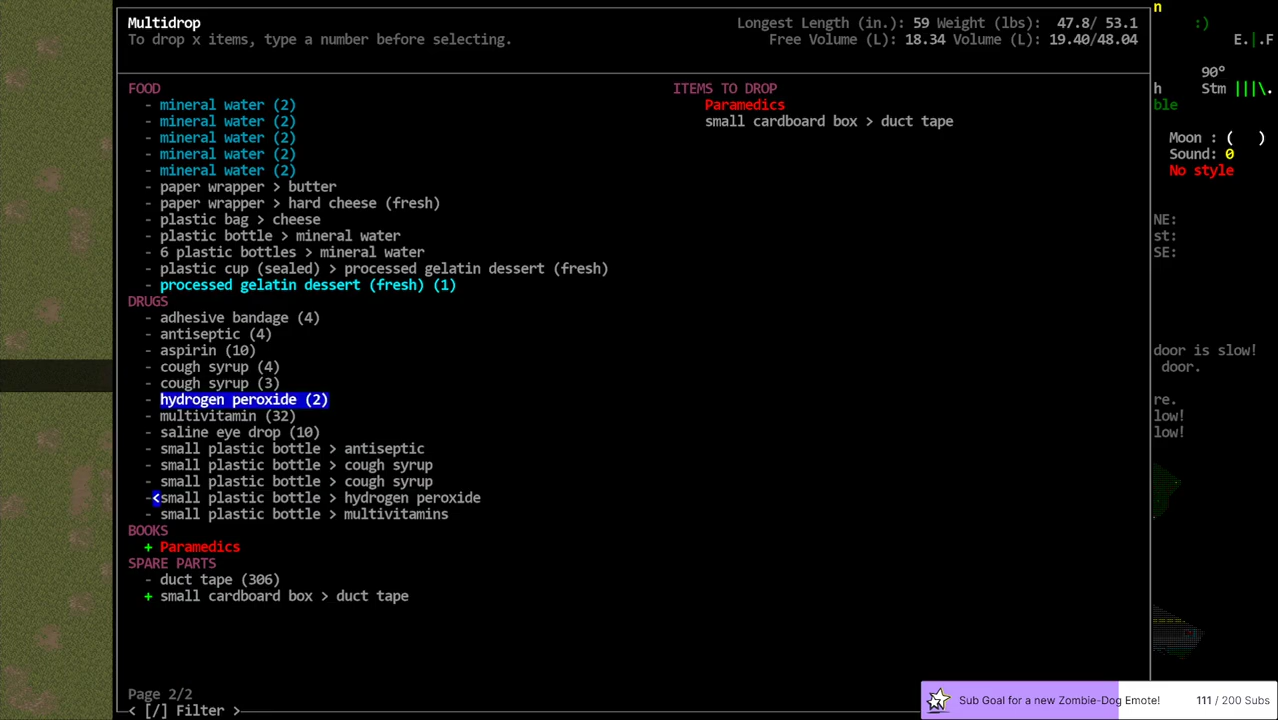 Multidrop
Longest Length (in.): 59 Weight (lbs): 47.8/ 53.1
To drop x items, type a number before selecting.
Free Volume (L): 18.34 Volume (L): 19.40/48.04
FOOD
- mineral water (2)
- mineral water (2)
- mineral water (2)
- mineral water (2)
- mineral water (2)
- paper wrapper > butter
- paper wrapper > hard cheese (fresh)
- plastic bag > cheese
- plastic bottle > mineral water
- 6 plastic bottles > mineral water
- plastic cup (sealed) > processed gelatin dessert (fresh)
- processed gelatin dessert (fresh) (1)
DRUGS
- adhesive bandage (4)
- antiseptic (4)
- aspirin (10)
- cough syrup (4)
- cough syrup (3)
- hydrogen peroxide (2)
- multivitamin (32)
- saline eye drop (10)
- small plastic bottle > antiseptic
- small plastic bottle > cough syrup
- small plastic bottle > cough syrup
-<small plastic bottle > hydrogen peroxide
- small plastic bottle > multivitamins
BOOKS
+ Paramedics
SPARE PARTS
- duct tape (306)
+ small cardboard box > duct tape
Page 2/2
< [/] Filter >
ITEMS TO DROP
Paramedics
small cardboard box > duct tape
n
:)
E.|.F
90°
h Stm |||\.
ble
Moon : ( )
Sound: 0
No style
NE:
st:
SE:
door is slow!
door.
re.
low!
low!
Sub Goal for a new Zombie-Dog Emote! 111 / 200 Subs